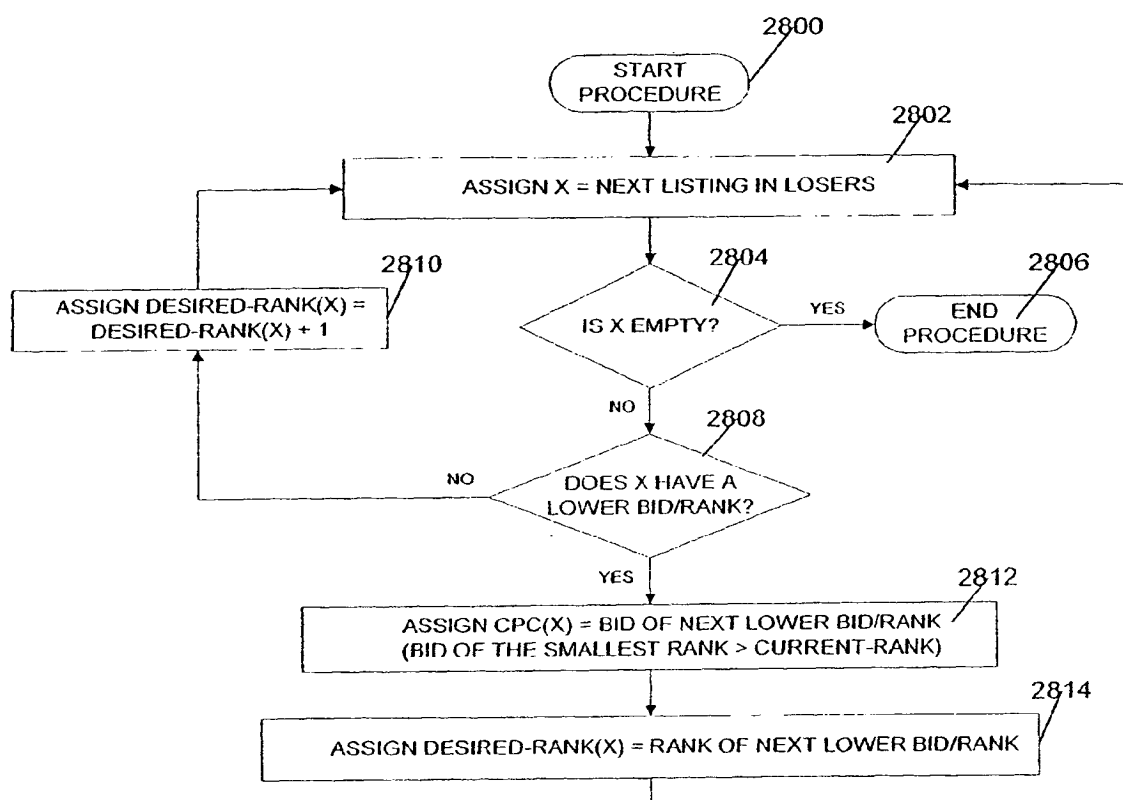 2800
START
PROCEDURE
2802
ASSIGN X = NEXT LISTING IN LOSERS
2810
ASSIGN DESIRED-RANK(X) =
DESIRED-RANK(X) + 1
2804
IS X EMPTY?
YES
2806
END
PROCEDURE
NO
2808
NO
DOES X HAVE A
LOWER BID/RANK?
YES
2812
ASSIGN CPC(X) = BID OF NEXT LOWER BID/RANK
(BID OF THE SMALLEST RANK > CURRENT-RANK)
2814
ASSIGN DESIRED-RANK(X) = RANK OF NEXT LOWER BID/RANK